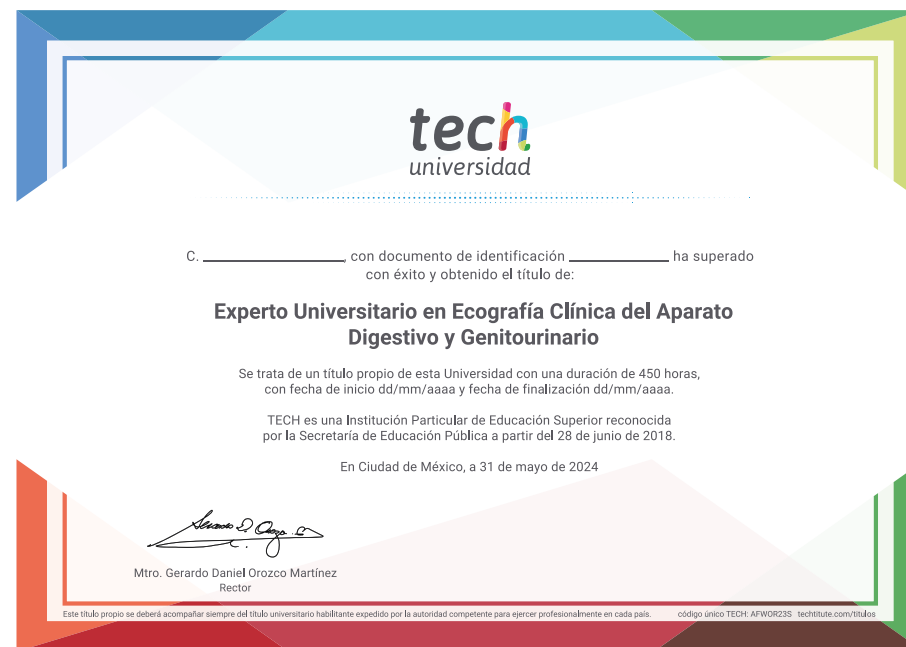 tech
universidad
C. ____________, con documento de identificación ____________ ha superado
con éxito y obtenido el título de:
Experto Universitario en Ecografía Clínica del Aparato
Digestivo y Genitourinario
Se trata de un título propio de esta Universidad con una duración de 450 horas,
con fecha de inicio dd/mm/aaaa y fecha de finalización dd/mm/aaaa.
TECH es una Institución Particular de Educación Superior reconocida
por la Secretaría de Educación Pública a partir del 28 de junio de 2018.
En Ciudad de México, a 31 de mayo de 2024
Mtro. Gerardo Daniel Orozco Martínez
Rector
Este título propio se deberá acompañar siempre del título universitario habilitante expedido por la autoridad competente para ejercer profesionalmente en cada país. código único TECH: AFWOR23S techtitute.com/titulos